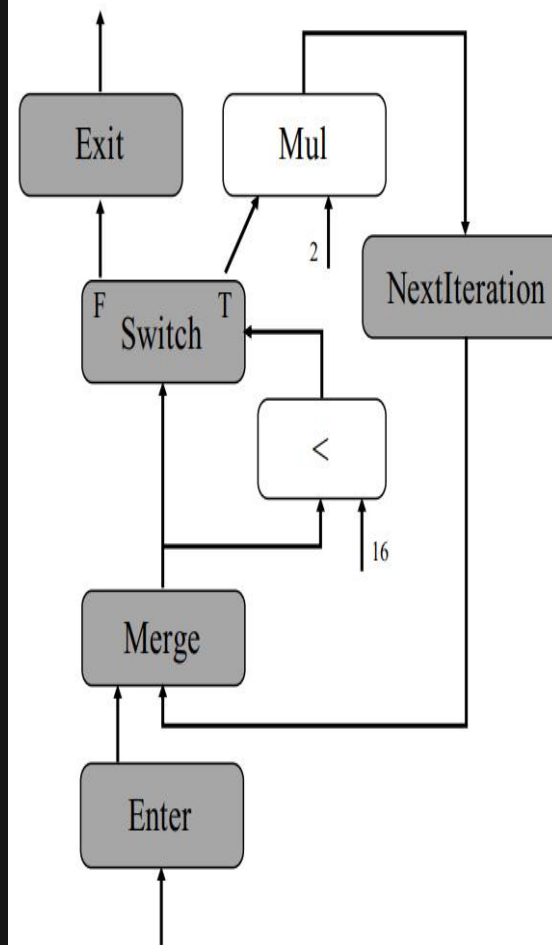 Exit
Mul
2
NextIteration
F
T
Switch
<
16
Merge
Enter